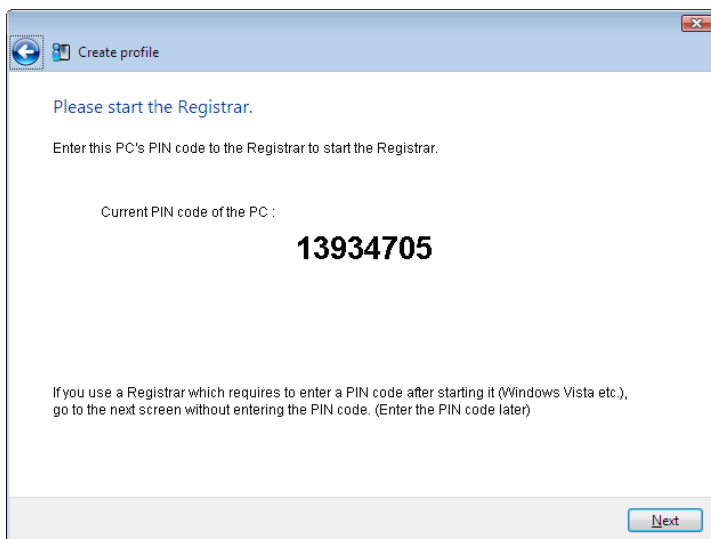 Create profile
Please start the Registrar.
Enter this PC's PIN code to the Registrar to start the Registrar.
Current PIN code of the PC :
13934705
If you use a Registrar which requires to enter a PIN code after starting it (Windows Vista etc.),
go to the next screen without entering the PIN code. (Enter the PIN code later)
Next